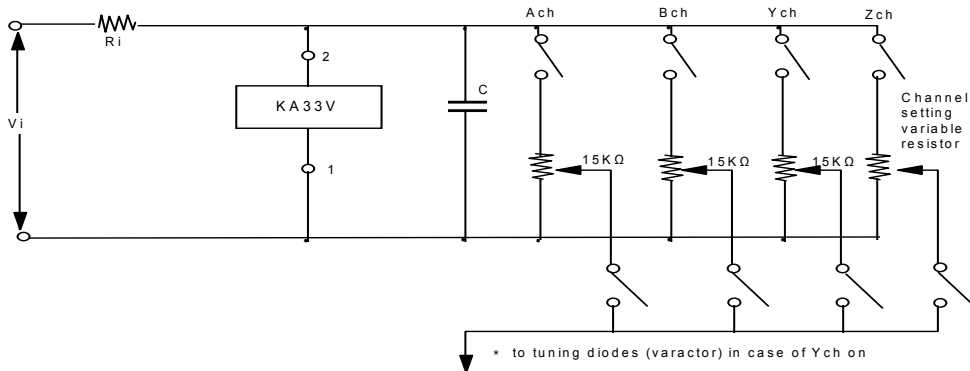 Ach Bch Ych Zch
Ri
2
C
KA33V
Vi
Channel
setting
variable
resistor
15KΩ 15KΩ 15KΩ
1
* to tuning diodes (varactor) in case of Ych on